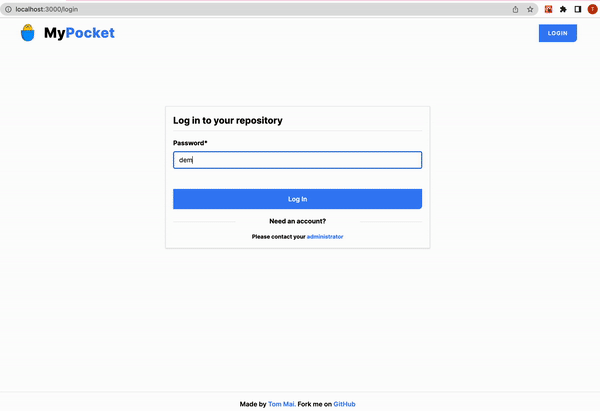 localhost:3000/login
T
MyPocket
LOGIN
Log in to your repository
Password*
dem
Log In
Need an account?
Please contact your administrator
Made by Tom Mai. Fork me on GitHub